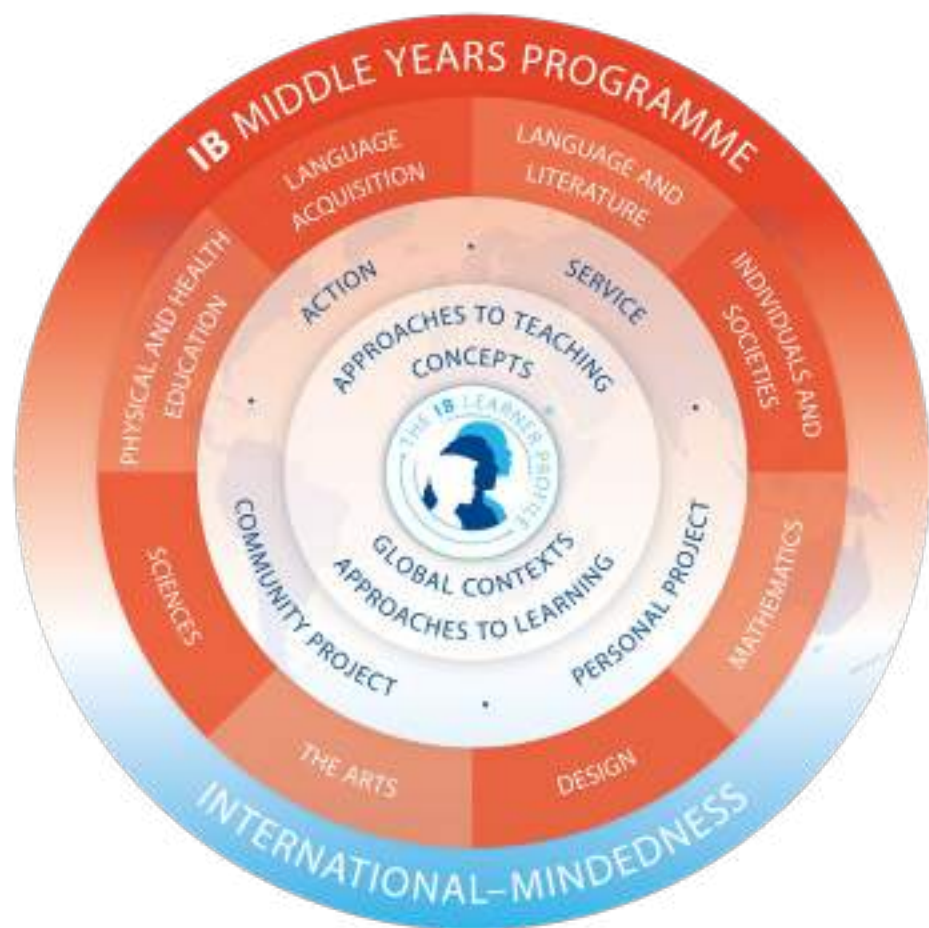 IB MIDDLE YEARS PROGRAMME
LANGUAGE
ACQUISITION
LANGUAGE AND
LITERATURE
INDIVIDUALS AND
SOCIETIES
MATHEMATICS
DESIGN
THE ARTS
SCIENCES
PHYSICAL AND HEALTH
EDUCATION
ACTION
SERVICE
PERSONAL PROJECT
COMMUNITY PROJECT
APPROACHES TO TEACHING
CONCEPTS
THE IB LEARNER PROFILE
GLOBAL CONTEXTS
APPROACHES TO LEARNING
INTERNATIONAL–MINDEDNESS